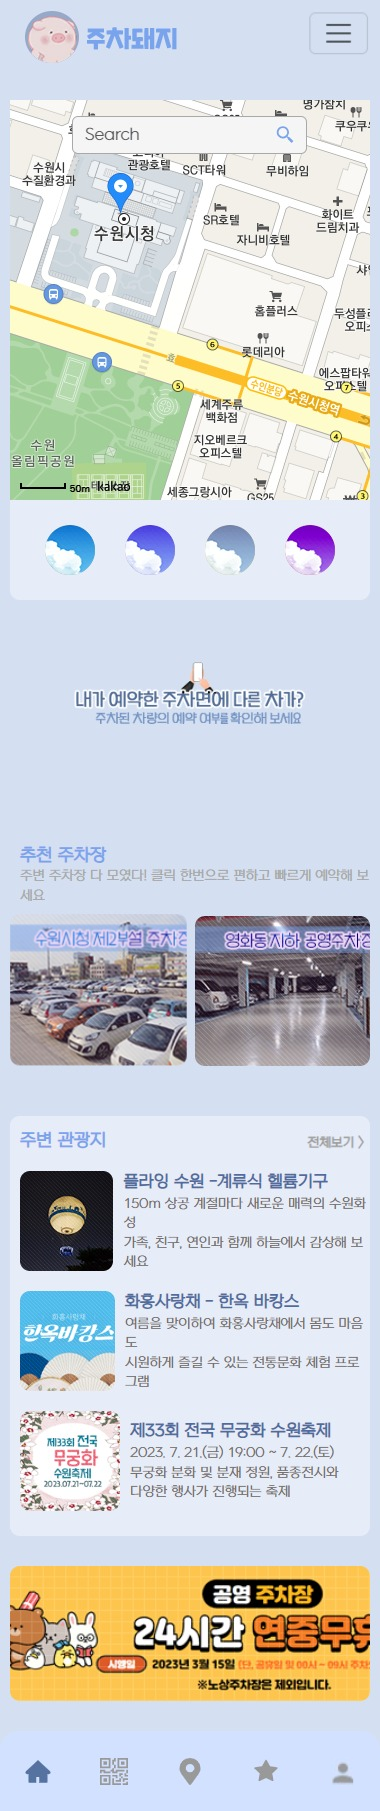 주차돼지
명가참치
쿠우쿠우
Search
고려저
수원시
수질환경과
환관호텔
SCT타워
무비하임
수원시청
SR호텔
화이트
드림치과
자니비호텔
홈플러스
두성플라
오피스
6
롯데리아
5
수인분당
수원시청역
에스팝타워
7
오피스텔
세계주류
백화점
4
수원
올림픽공원
지오베르크
오피스텔
50m
kakao
세종그랑시아
GS25
3
내가 예약한 주차면에 다른 차가?
주차된 차량의 예약 여부를 확인해 보세요
추천 주차장
주변 주차장 다 모였다! 클릭 한번으로 편하고 빠르게 예약해 보
세요
수원시청 제2부설 주차장
영화동 지하 공영주차장
주변 관광지
전체보기 >
플라잉 수원 -계류식 헬륨기구
150m 상공 계절마다 새로운 매력의 수원화
성
가족, 친구, 연인과 함께 하늘에서 감상해 보
세요
화홍사랑채
한옥바캉스
화홍사랑채 - 한옥 바캉스
여름을 맞이하여 화홍사랑채에서 몸도 마음
도
시원하게 즐길 수 있는 전통문화 체험 프로
그램
제33회 전국
무궁화
수원축제
2023.07.21~07.22
제33회 전국 무궁화 수원축제
2023. 7. 21.(금) 19:00 ~ 7. 22.(토)
무궁화 분화 및 분재 정원, 품종전시와
다양한 행사가 진행되는 축제
공영 주차장
24시간 연중무휴
시행일 2023년 3월 15일 (단, 공휴일 및 00시 ~ 09시 주차
※노상주차장은 제외입니다.